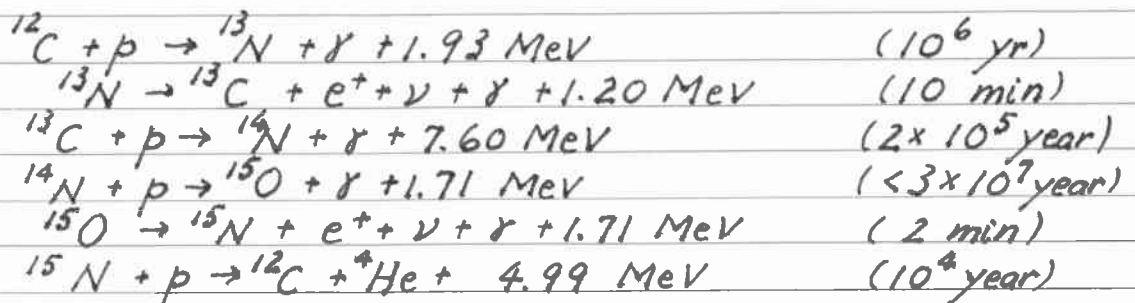 ¹²C + p → ¹³N + γ + 1.93 MeV (10⁶ yr)
¹³N → ¹³C + e⁺ + ν + γ + 1.20 MeV (10 min)
¹³C + p → ¹⁴N + γ + 7.60 MeV (2 × 10⁵ year)
¹⁴N + p → ¹⁵O + γ + 1.71 MeV (< 3 × 10⁷ year)
¹⁵O → ¹⁵N + e⁺ + ν + γ + 1.71 MeV (2 min)
¹⁵N + p → ¹²C + ⁴He + 4.99 MeV (10⁴ year)